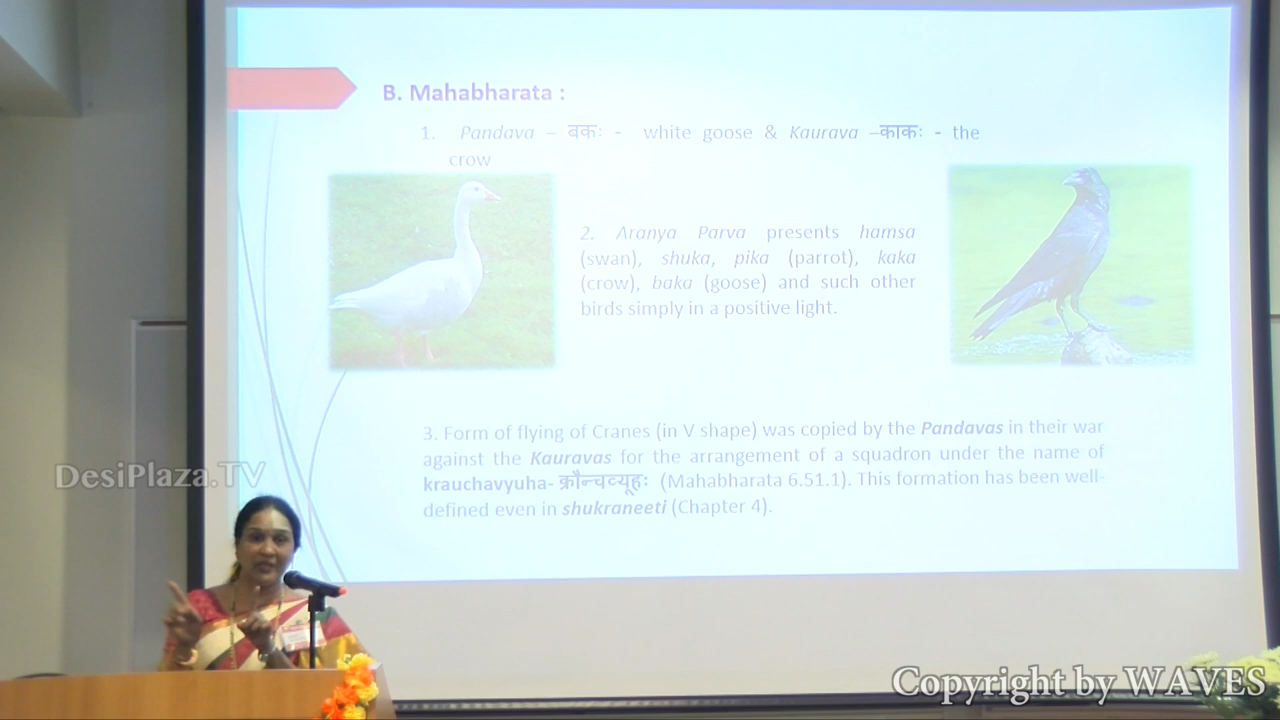 B. Mahabharata :
1. Pandava – बकः - white goose & Kaurava –काकः - the
crow
2. Aranya Parva presents hamsa
(swan), shuka, pika (parrot), kaka
(crow), baka (goose) and such other
birds simply in a positive light.
3. Form of flying of Cranes (in V shape) was copied by the Pandavas in their war
against the Kauravas for the arrangement of a squadron under the name of
krauchavyuha- क्रौन्चव्यूहः (Mahabharata 6.51.1). This formation has been well-
defined even in shukraneeti (Chapter 4).
DesiPlaza.TV
Copyright by WAVES